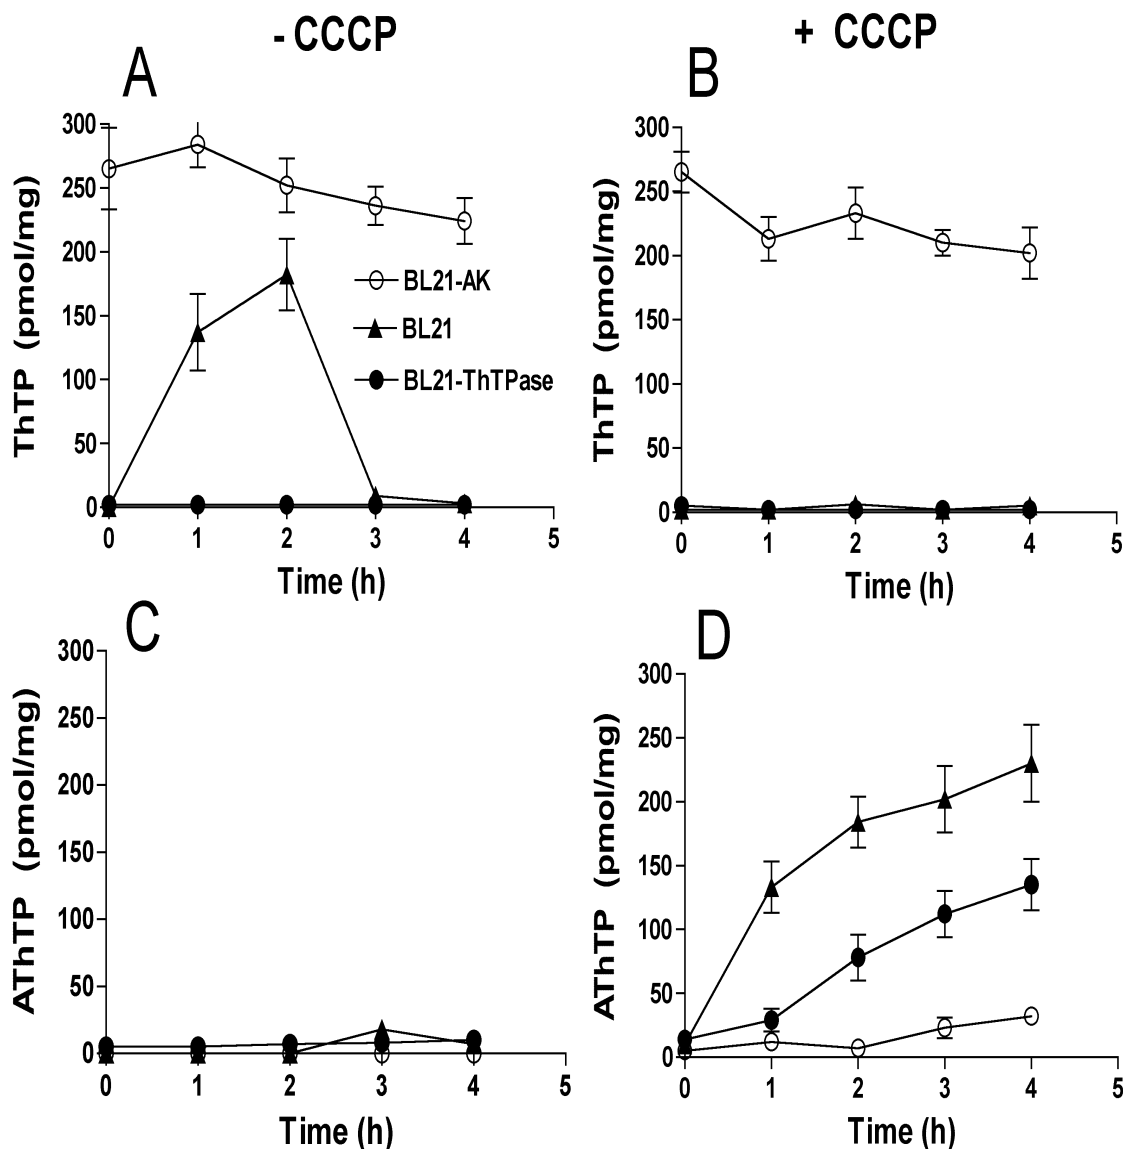 - CCCP
+ CCCP
A
B
ThTP (pmol/mg)
300
250
200
150
100
50
0
0 1 2 3 4 5
Time (h)
BL21-AK
BL21
BL21-ThTPase
ThTP (pmol/mg)
300
250
200
150
100
50
0
0 1 2 3 4 5
Time (h)
C
D
AThTP (pmol/mg)
300
250
200
150
100
50
0
0 1 2 3 4 5
Time (h)
AThTP (pmol/mg)
300
250
200
150
100
50
0
0 1 2 3 4 5
Time (h)